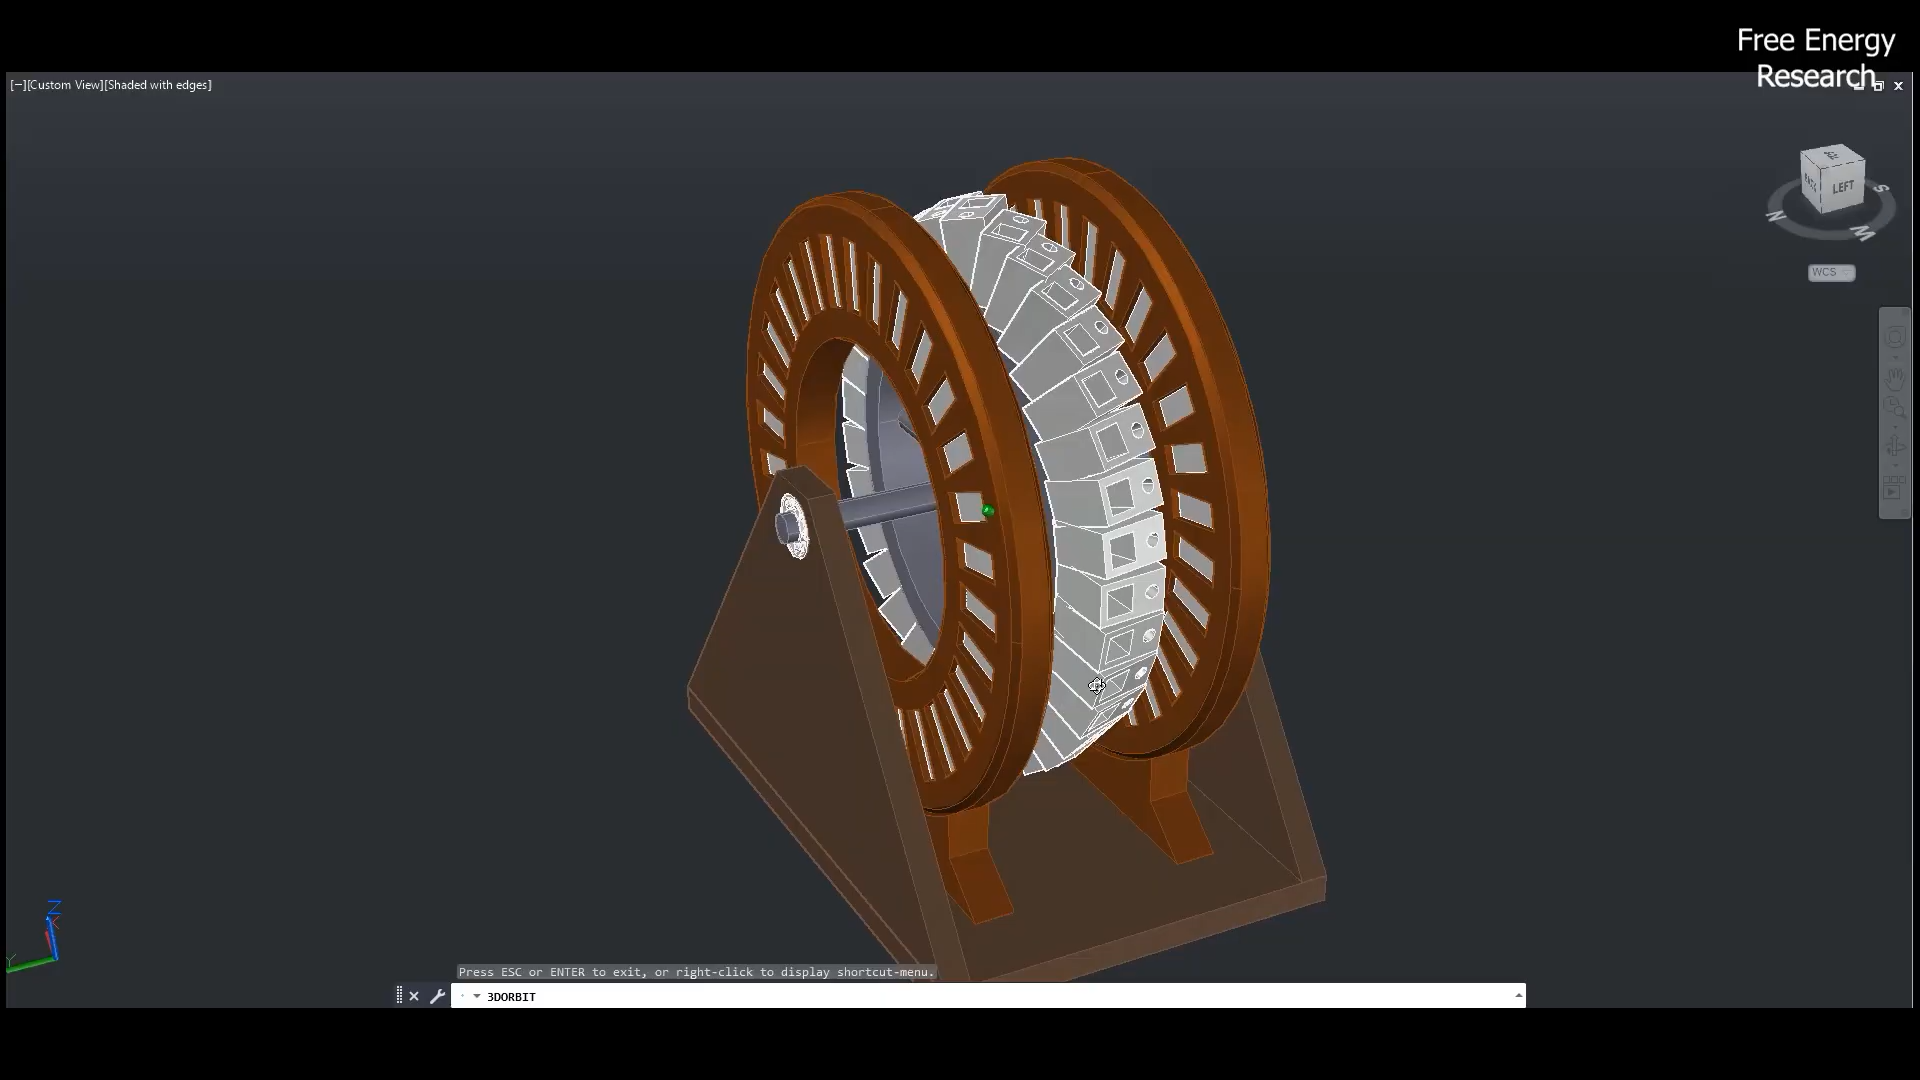 Free Energy
Research
[−][Custom View][Shaded with edges]
LEFT
N
S
WCS
Z
Press ESC or ENTER to exit, or right-click to display shortcut-menu.
3DORBIT